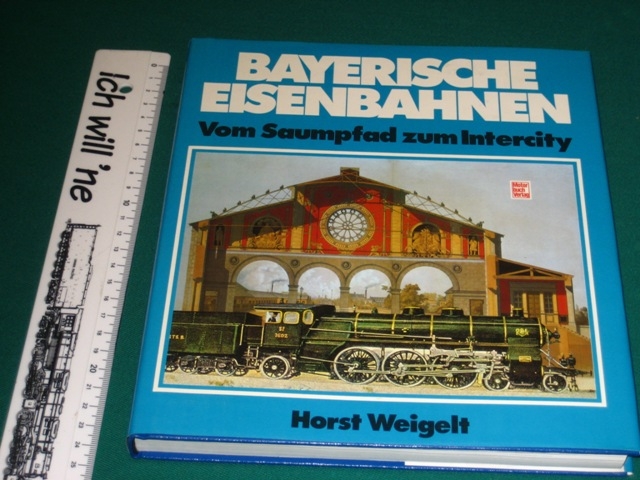 Ich will 'ne
BAYERISCHE
EISENBAHNEN
Vom Saumpfad zum Intercity
Motor
buch
verlag
Horst Weigelt